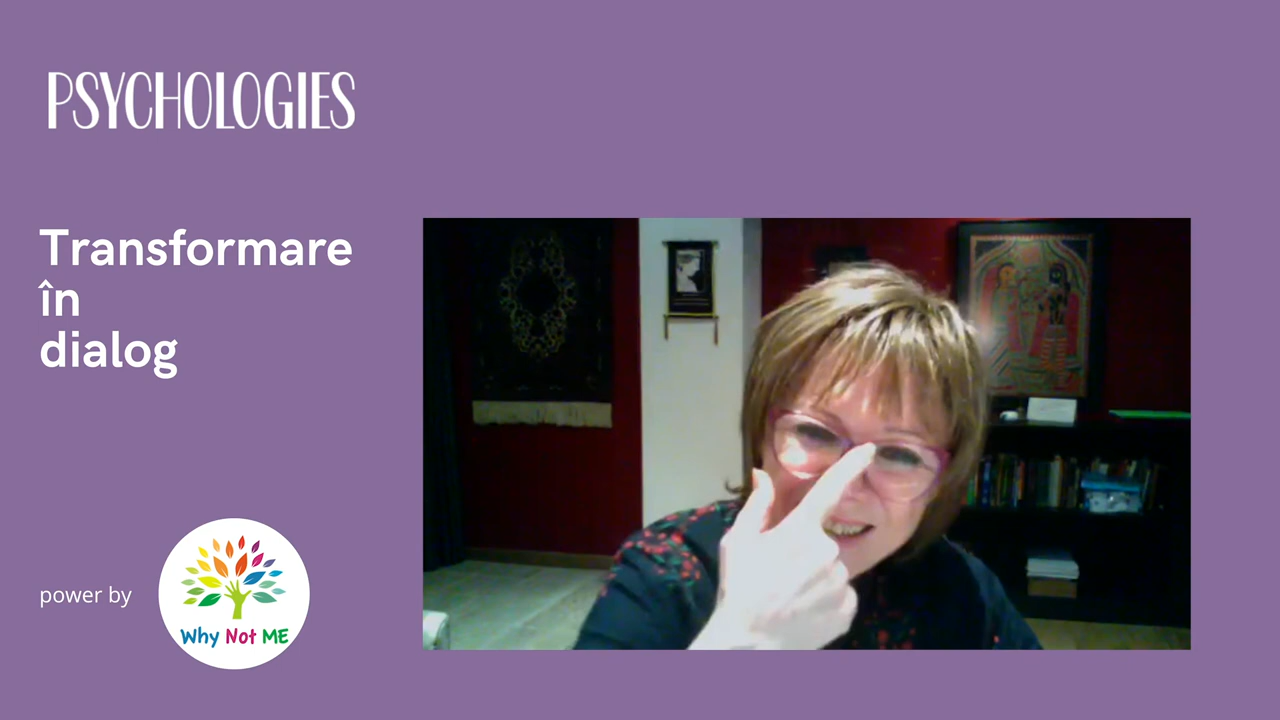 PSYCHOLOGIES
Transformare
în
dialog
power by
Why Not ME